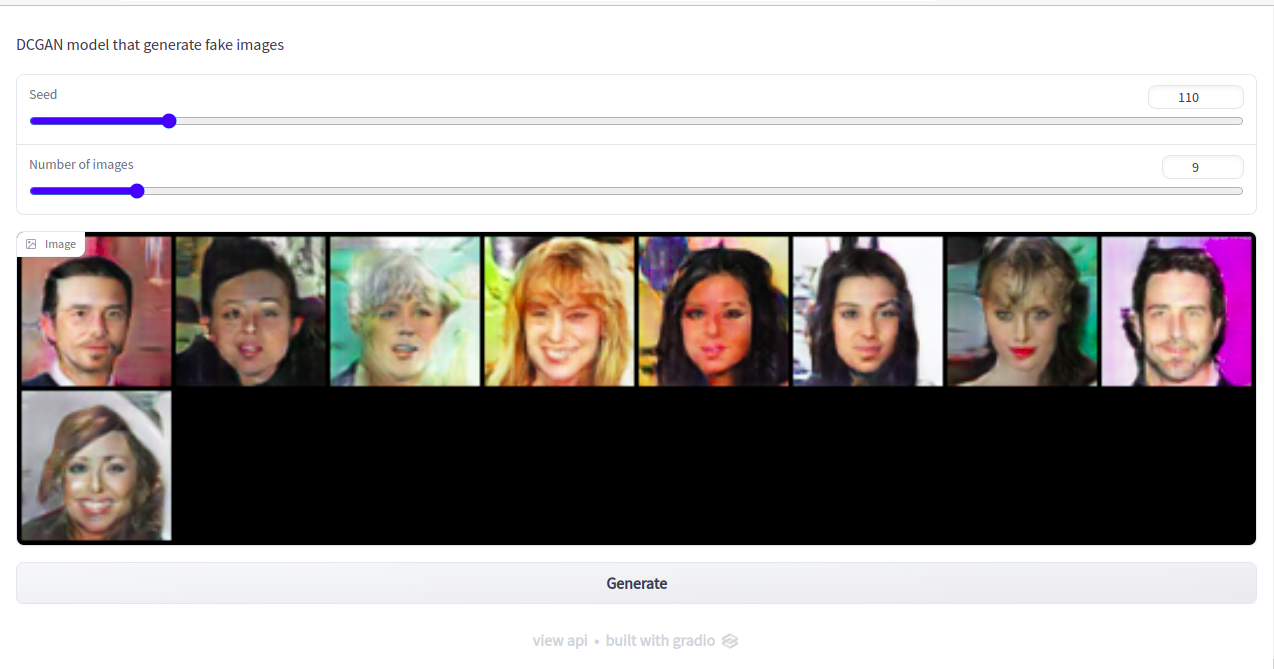 DCGAN model that generate fake images
Seed
110
Number of images
9
Image
Generate
view api • built with gradio